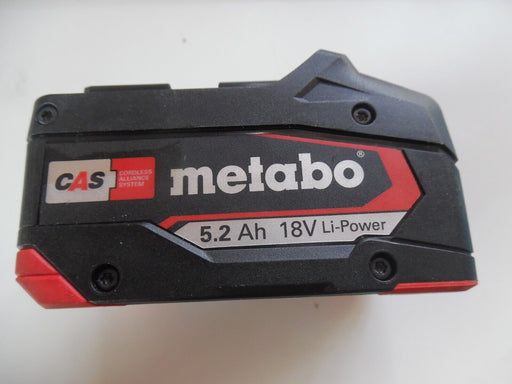 CAS
CORDLESS
ALLIANCE
SYSTEM
metabo®
5.2 Ah 18V Li-Power